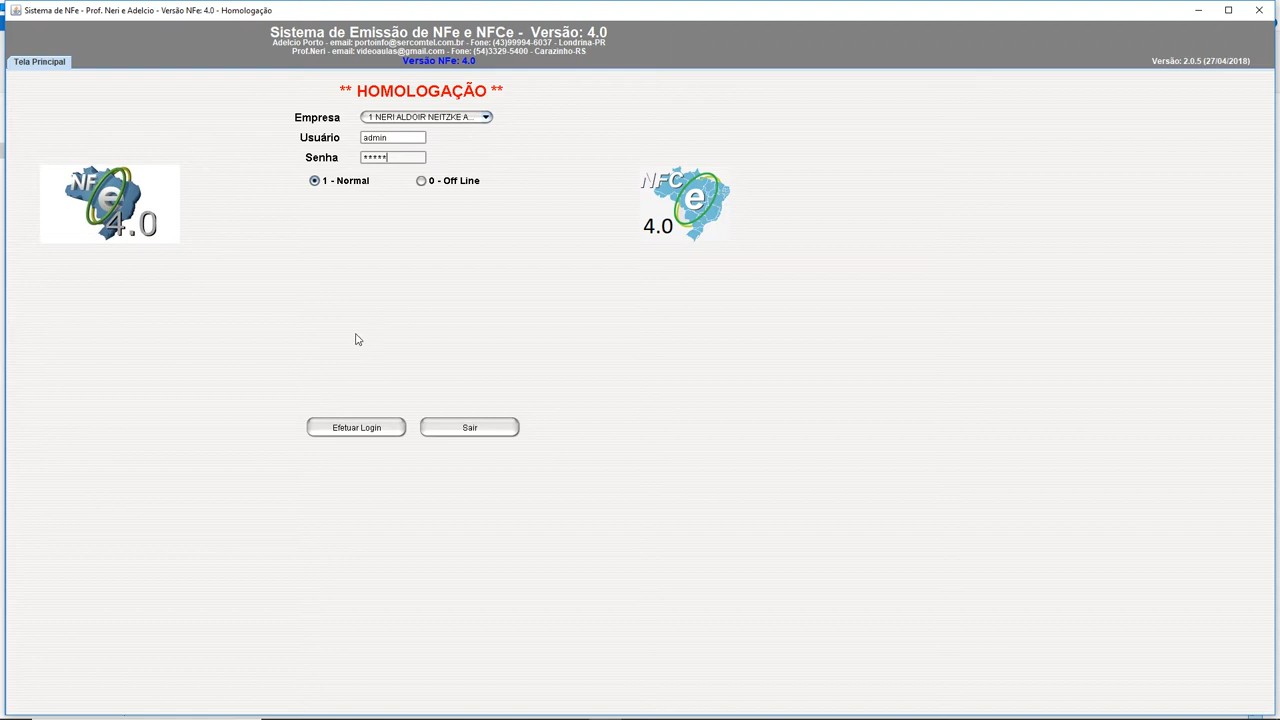 Sistema de NFe - Prof. Neri e Adelcio - Versão NFe: 4.0 - Homologação
Sistema de Emissão de NFe e NFCe - Versão: 4.0
Adelcio Porto - email: portoinfo@sercomtel.com.br - Fone: (43)99994-6037 - Londrina-PR
Prof.Neri - email: videoaulas@gmail.com - Fone: (54)3329-5400 - Carazinho-RS
Versão NFe: 4.0
Tela Principal
Versão: 2.0.5 (27/04/2018)
** HOMOLOGAÇÃO **
Empresa 1 NERI ALDOIR NEITZKE A...
Usuário admin
Senha *****
1 - Normal 0 - Off Line
NF e 4.0
NFC e 4.0
Efetuar Login Sair